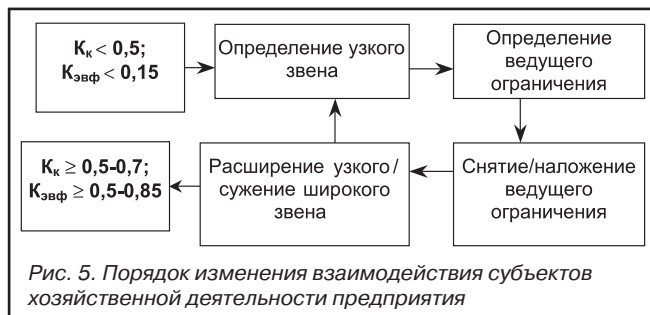 Кк < 0,5;
Кэвф < 0,15
Определение узкого
звена
Определение
ведущего
ограничения
Кк ≥ 0,5-0,7;
Кэвф ≥ 0,5-0,85
Расширение узкого/
сужение широкого
звена
Снятие/наложение
ведущего
ограничения
Рис. 5. Порядок изменения взаимодействия субъектов
хозяйственной деятельности предприятия